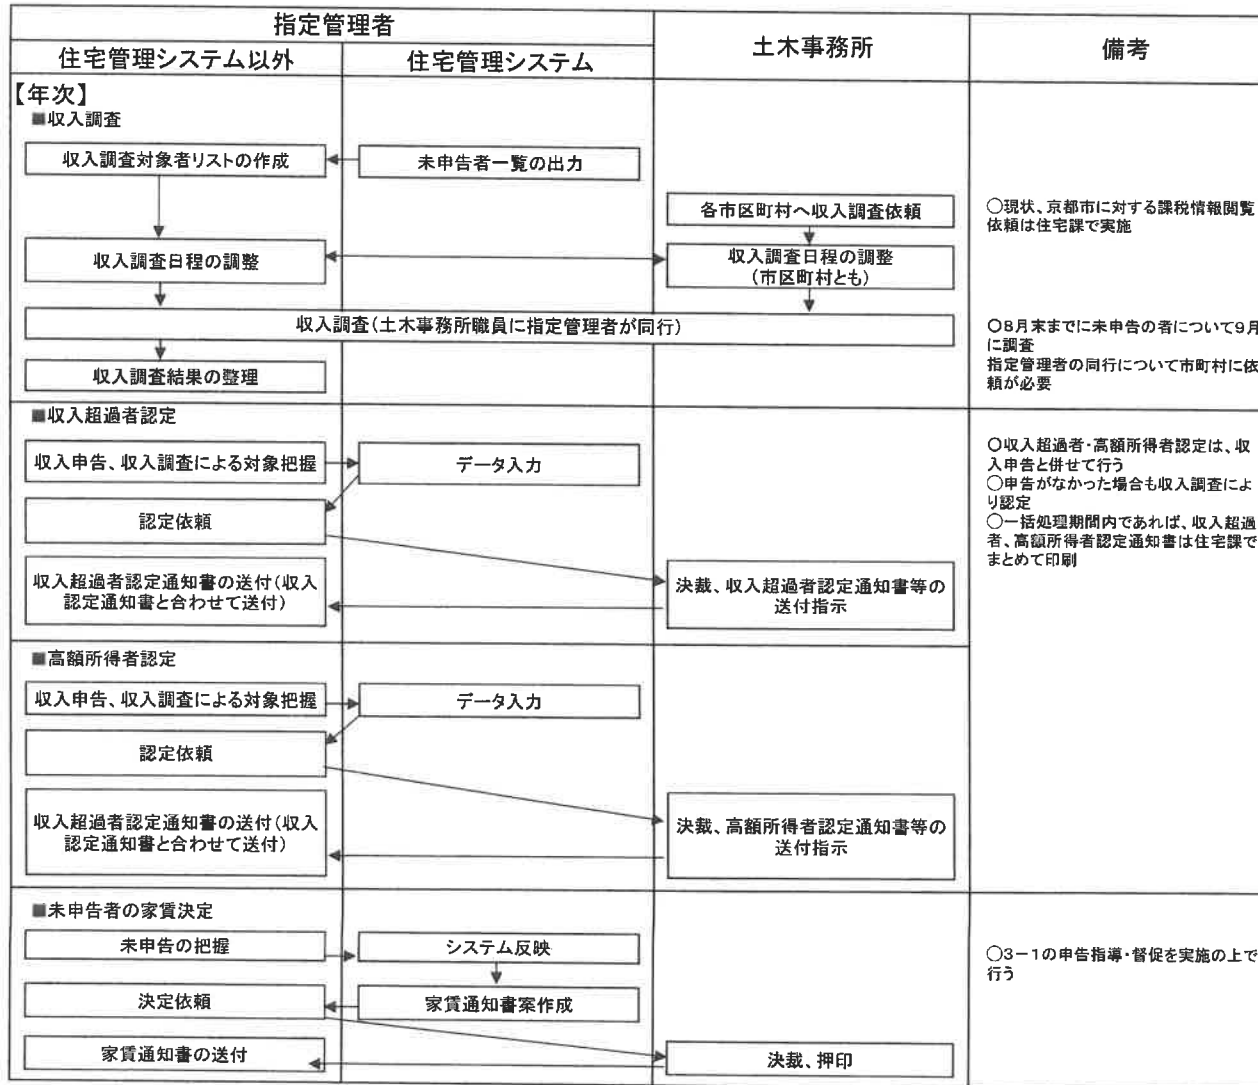 指定管理者
住宅管理システム以外
住宅管理システム
土木事務所
備考
【年次】
■収入調査
収入調査対象者リストの作成
未申告者一覧の出力
各市区町村へ収入調査依頼
○現状、京都市に対する課税情報閲覧
依頼は住宅課で実施
収入調査日程の調整
収入調査日程の調整
(市区町村とも)
収入調査(土木事務所職員に指定管理者が同行)
○8月末までに未申告の者について9月
に調査
指定管理者の同行について市町村に依
頼が必要
収入調査結果の整理
■収入超過者認定
収入申告、収入調査による対象把握
データ入力
○収入超過者・高額所得者認定は、収
入申告と併せて行う
○申告がなかった場合も収入調査によ
り認定
○一括処理期間内であれば、収入超過
者、高額所得者認定通知書は住宅課で
まとめて印刷
認定依頼
収入超過者認定通知書の送付(収入
認定通知書と合わせて送付)
決裁、収入超過者認定通知書等の
送付指示
■高額所得者認定
収入申告、収入調査による対象把握
データ入力
認定依頼
収入超過者認定通知書の送付(収入
認定通知書と合わせて送付)
決裁、高額所得者認定通知書等の
送付指示
■未申告者の家賃決定
未申告の把握
システム反映
○3－1の申告指導・督促を実施の上で
行う
決定依頼
家賃通知書案作成
家賃通知書の送付
決裁、押印